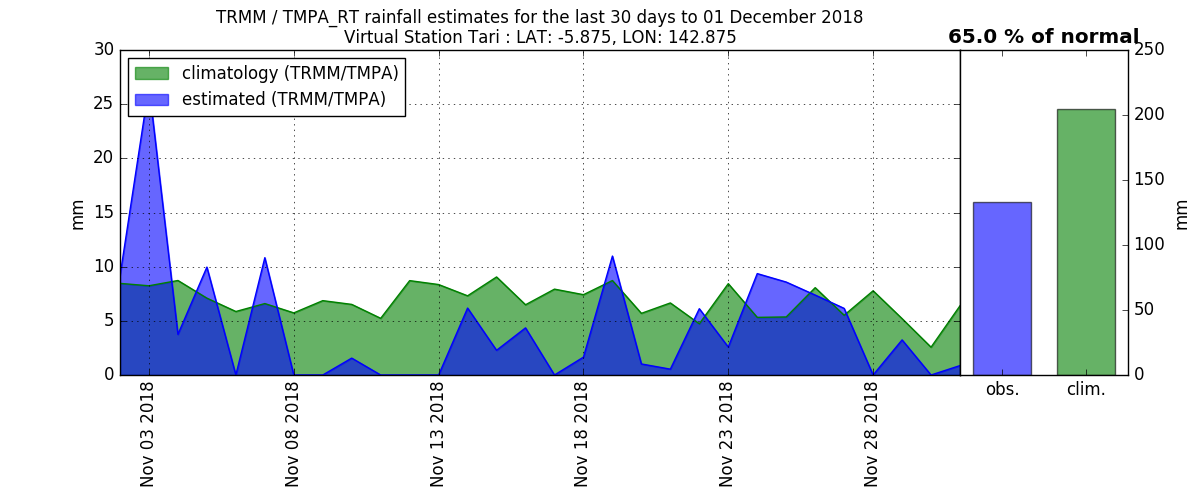 TRMM / TMPA_RT rainfall estimates for the last 30 days to 01 December 2018
Virtual Station Tari : LAT: -5.875, LON: 142.875
65.0 % of normal
climatology (TRMM/TMPA)
estimated (TRMM/TMPA)
30
25
20
15
10
5
0
mm
Nov 03 2018
Nov 08 2018
Nov 13 2018
Nov 18 2018
Nov 23 2018
Nov 28 2018
obs.
clim.
250
200
150
100
50
0
mm